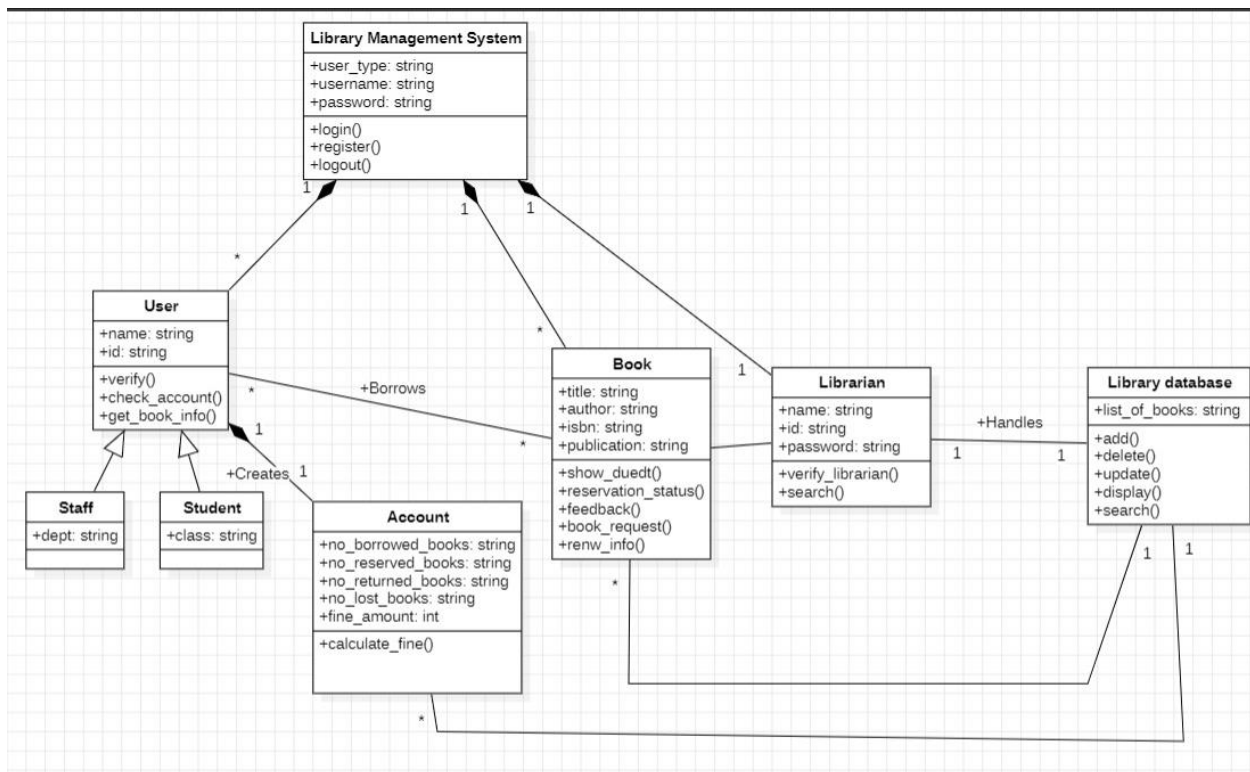 Library Management System
+user_type: string
+username: string
+password: string
+login()
+register()
+logout()
1
1
1
*
*
1
User
+name: string
+id: string
+verify()
+check_account()
+get_book_info()
*
+Borrows
*
1
+Creates
1
Staff
+dept: string
Student
+class: string
Account
+no_borrowed_books: string
+no_reserved_books: string
+no_returned_books: string
+no_lost_books: string
+fine_amount: int
+calculate_fine()
*
Book
+title: string
+author: string
+isbn: string
+publication: string
+show_duedt()
+reservation_status()
+feedback()
+book_request()
+renw_info()
*
Librarian
+name: string
+id: string
+password: string
+verify_librarian()
+search()
+Handles
1
1
Library database
+list_of_books: string
+add()
+delete()
+update()
+display()
+search()
1
1